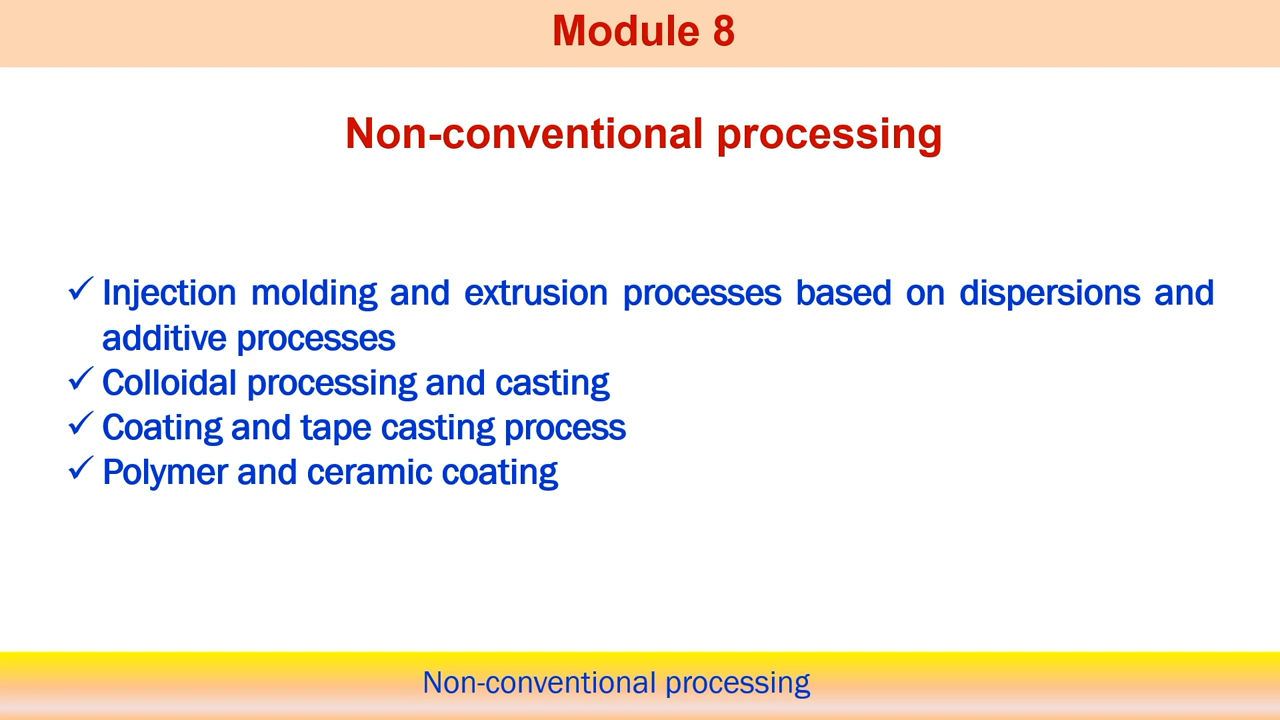 Module 8
Non-conventional processing
✓ Injection molding and extrusion processes based on dispersions and
additive processes
✓ Colloidal processing and casting
✓ Coating and tape casting process
✓ Polymer and ceramic coating
Non-conventional processing